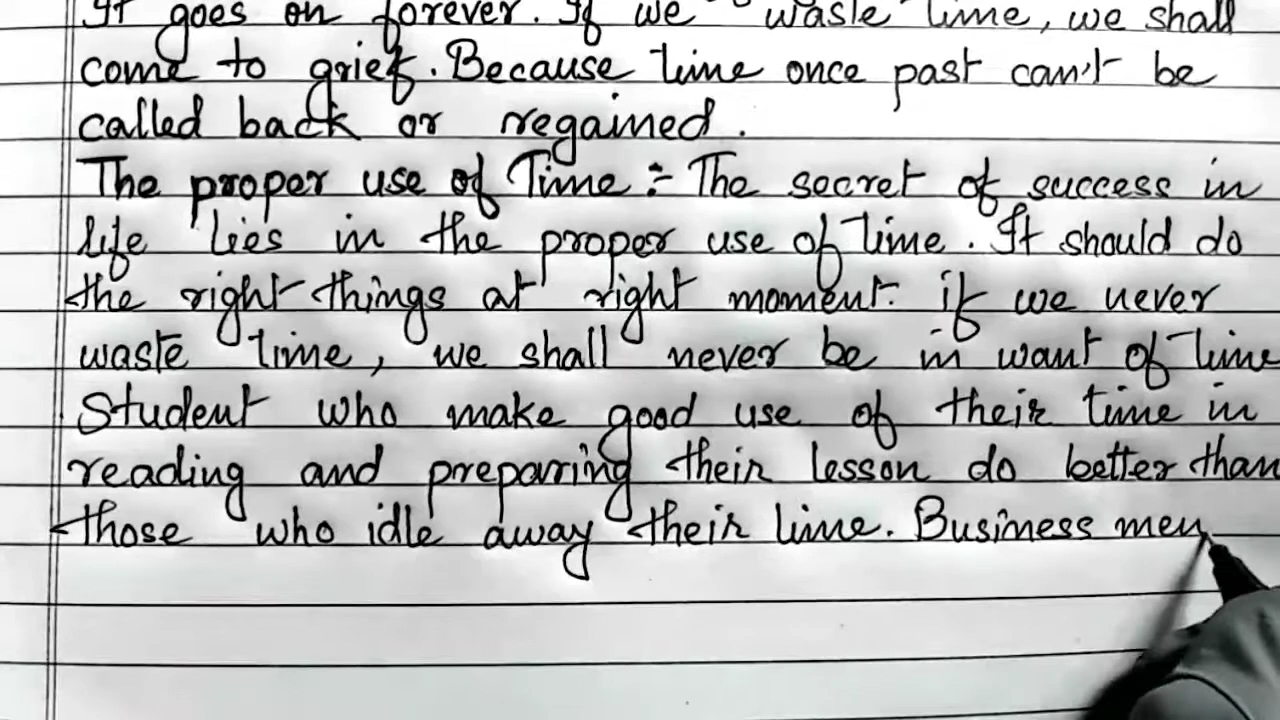 It goes on forever. If we waste time, we shall
come to grief. Because time once past can't be
called back or regained.
The proper use of Time :- The secret of success in
life lies in the proper use of time. It should do
the right things at right moment. if we never
waste time, we shall never be in want of time
Student who make good use of their time in
reading and preparing their lesson do better than
those who idle away their time. Business men